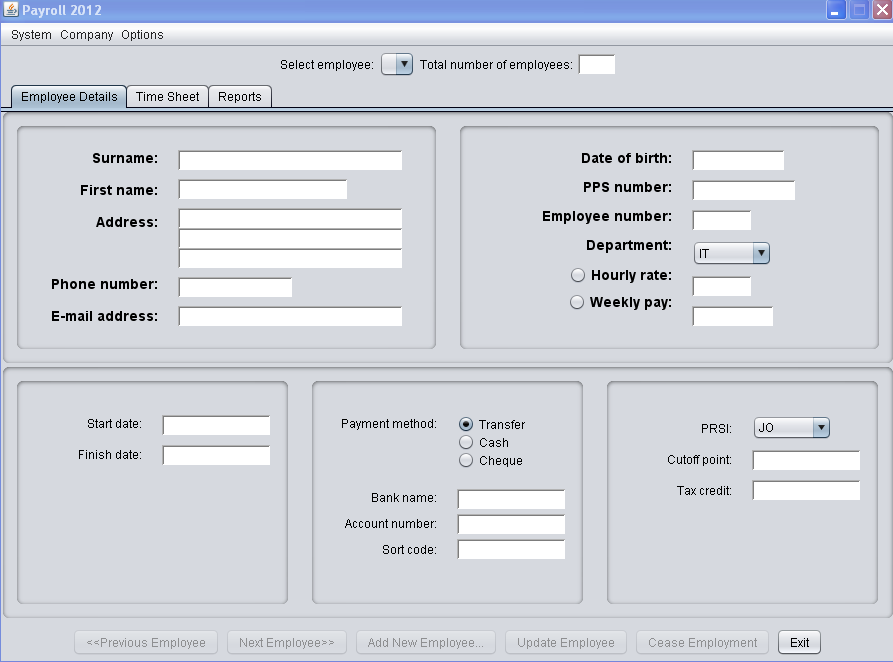 Payroll 2012
System Company Options
Select employee: Total number of employees:
Employee Details Time Sheet Reports
Surname:
First name:
Address:
Phone number:
E-mail address:
Date of birth:
PPS number:
Employee number:
Department: IT
Hourly rate:
Weekly pay:
Start date:
Finish date:
Payment method: Transfer
Cash
Cheque
Bank name:
Account number:
Sort code:
PRSI: JO
Cutoff point:
Tax credit:
<<Previous Employee Next Employee>> Add New Employee... Update Employee Cease Employment Exit